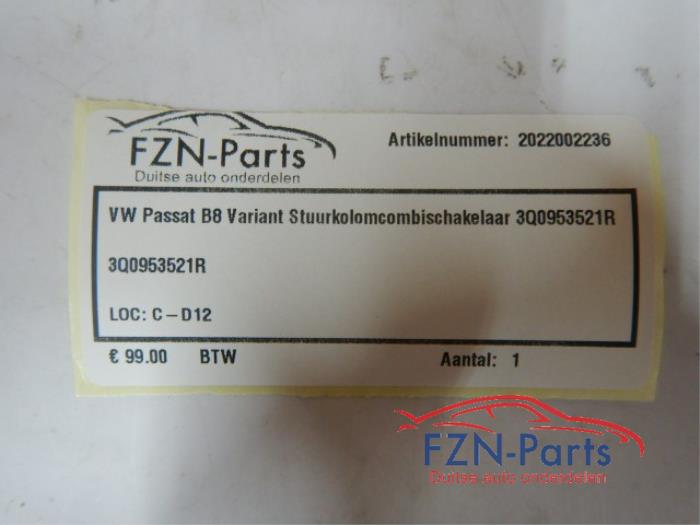 FZN-Parts
Duitse auto onderdelen
Artikelnummer: 2022002236
VW Passat B8 Variant Stuurkolomcombischakelaar 3Q0953521R
3Q0953521R
LOC: C - D12
€ 99.00 BTW Aantal: 1
FZN-Parts
Duitse auto onderdelen